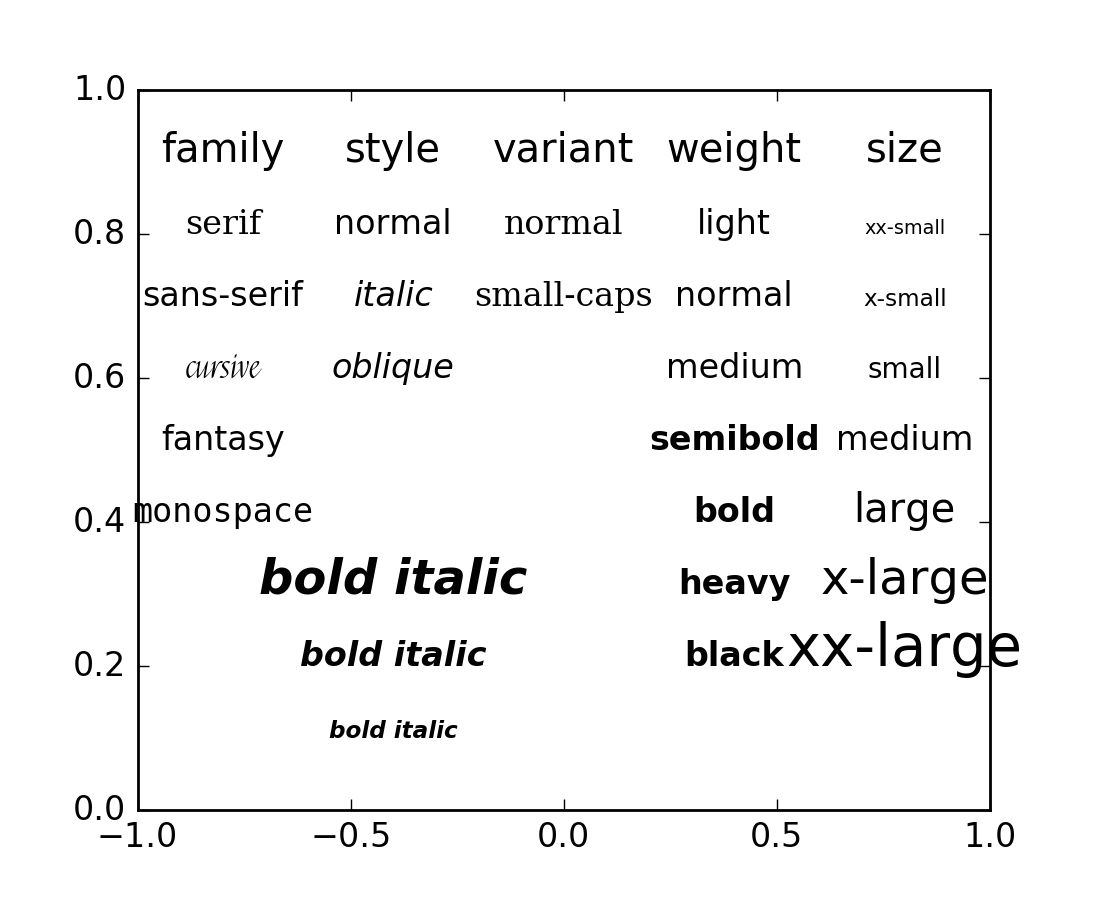 1.0
family style variant weight size
serif normal normal light xx-small
0.8
sans-serif italic small-caps normal x-small
cursive oblique medium small
0.6
fantasy semibold medium
monospace bold large
0.4
bold italic heavy x-large
bold italic black xx-large
0.2
bold italic
0.0
−1.0 −0.5 0.0 0.5 1.0